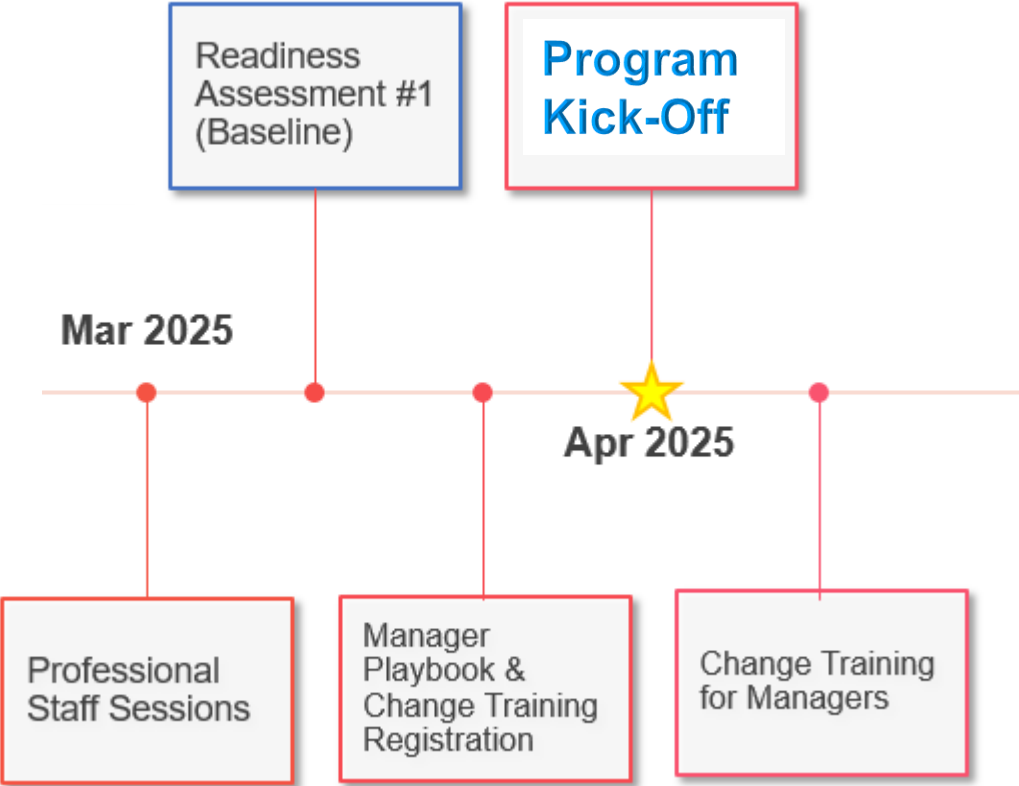 Readiness
Assessment #1
(Baseline)
Program
Kick-Off
Mar 2025
Apr 2025
Professional
Staff Sessions
Manager
Playbook &
Change Training
Registration
Change Training
for Managers